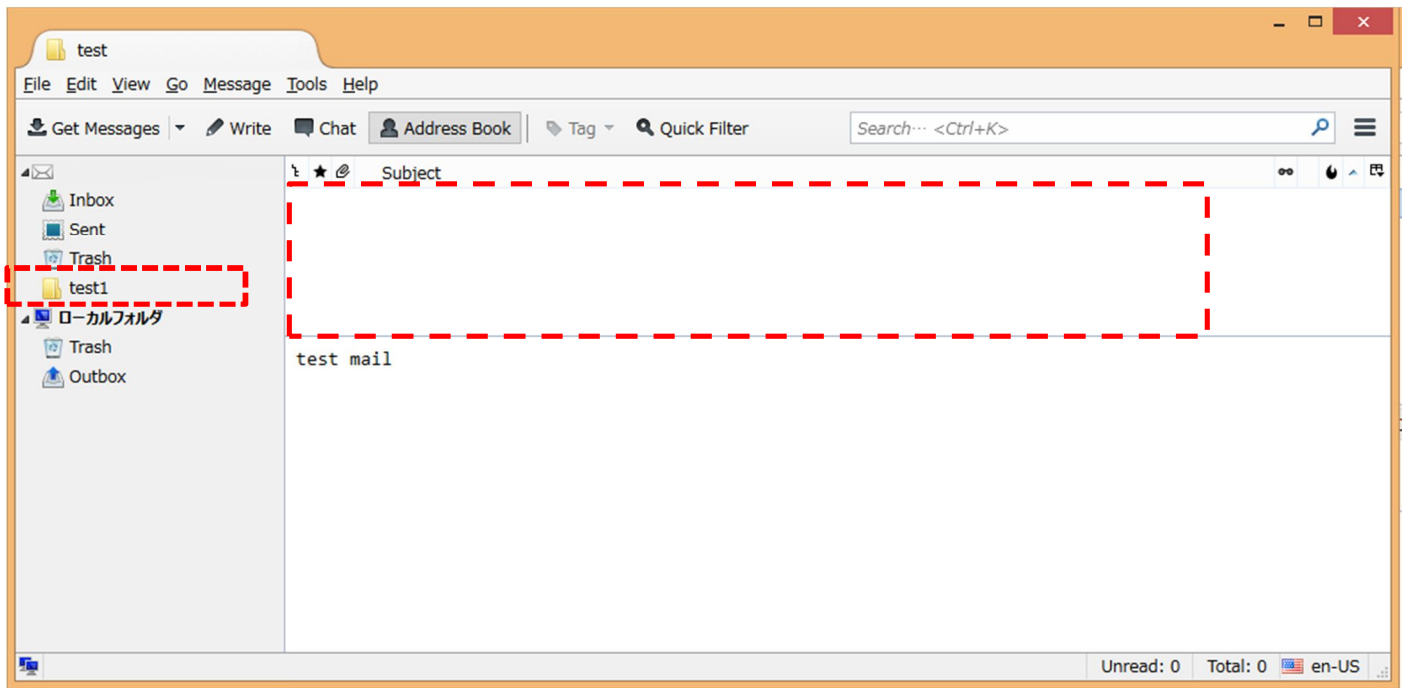 test
File Edit View Go Message Tools Help
Get Messages Write Chat Address Book Tag Quick Filter Search… <Ctrl+K>
Subject
Inbox
Sent
Trash
test1
ローカルフォルダ
Trash
Outbox
test mail
Unread: 0 Total: 0 en-US